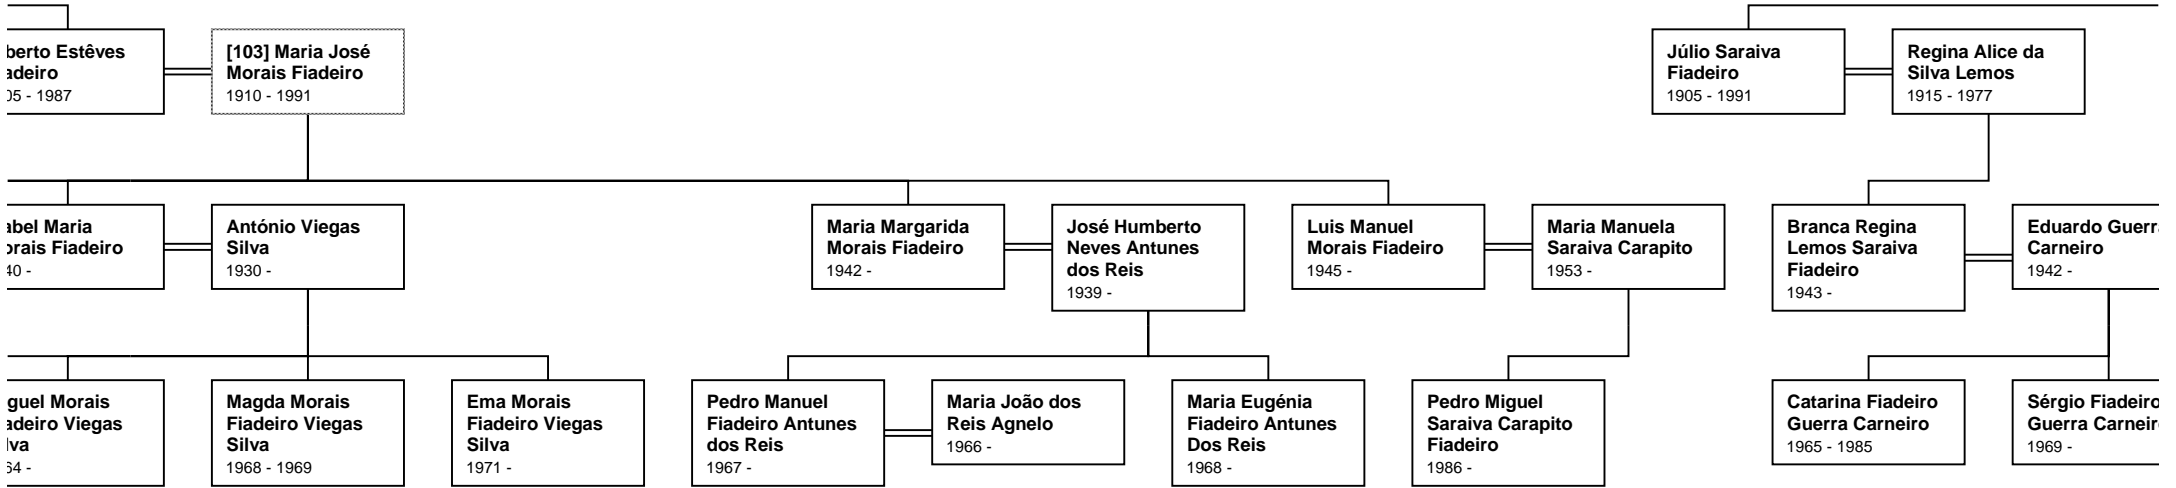 berto Estêves
adeiro
05 - 1987
[103] Maria José
Morais Fiadeiro
1910 - 1991
Júlio Saraiva
Fiadeiro
1905 - 1991
Regina Alice da
Silva Lemos
1915 - 1977
abel Maria
orais Fiadeiro
40 -
António Viegas
Silva
1930 -
Maria Margarida
Morais Fiadeiro
1942 -
José Humberto
Neves Antunes
dos Reis
1939 -
Luis Manuel
Morais Fiadeiro
1945 -
Maria Manuela
Saraiva Carapito
1953 -
Branca Regina
Lemos Saraiva
Fiadeiro
1943 -
Eduardo Guerra
Carneiro
1942 -
guel Morais
adeiro Viegas
lva
64 -
Magda Morais
Fiadeiro Viegas
Silva
1968 - 1969
Ema Morais
Fiadeiro Viegas
Silva
1971 -
Pedro Manuel
Fiadeiro Antunes
dos Reis
1967 -
Maria João dos
Reis Agnelo
1966 -
Maria Eugénia
Fiadeiro Antunes
Dos Reis
1968 -
Pedro Miguel
Saraiva Carapito
Fiadeiro
1986 -
Catarina Fiadeiro
Guerra Carneiro
1965 - 1985
Sérgio Fiadeiro
Guerra Carneir
1969 -